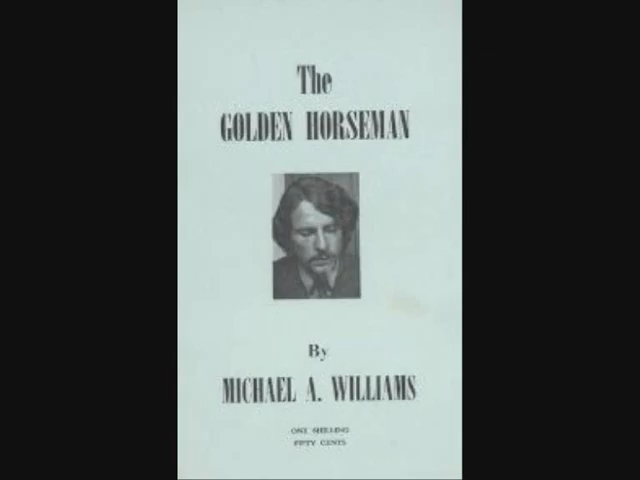 The
GOLDEN HORSEMAN
By
MICHAEL A. WILLIAMS
ONE SHILLING
FIFTY CENTS